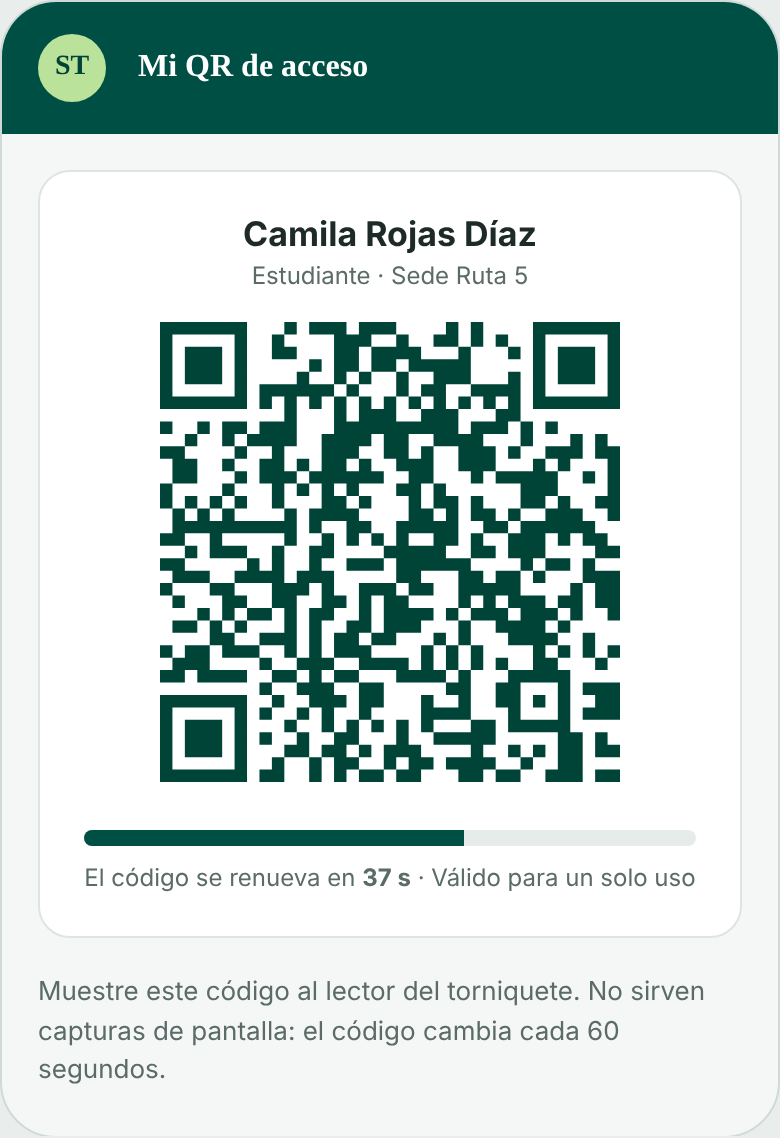 ST
Mi QR de acceso
Camila Rojas Díaz
Estudiante · Sede Ruta 5
El código se renueva en 37 s · Válido para un solo uso
Muestre este código al lector del torniquete. No sirven
capturas de pantalla: el código cambia cada 60
segundos.